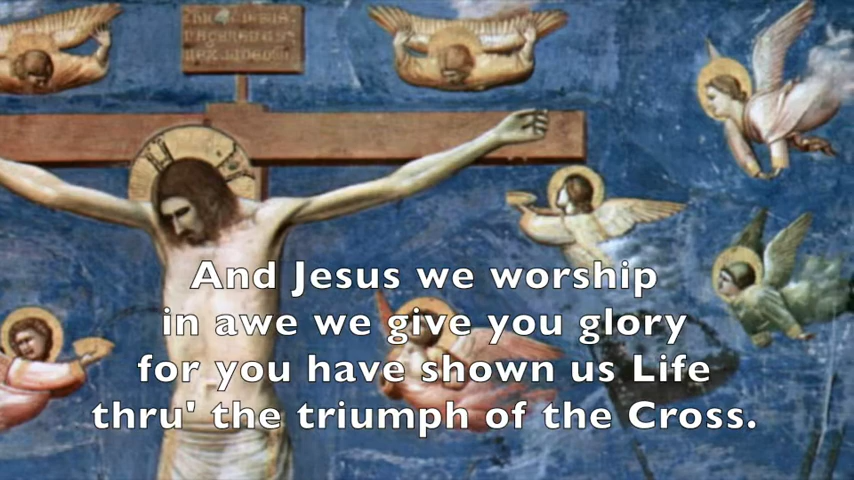 And Jesus we worship
in awe we give you glory
for you have shown us Life
thru' the triumph of the Cross.